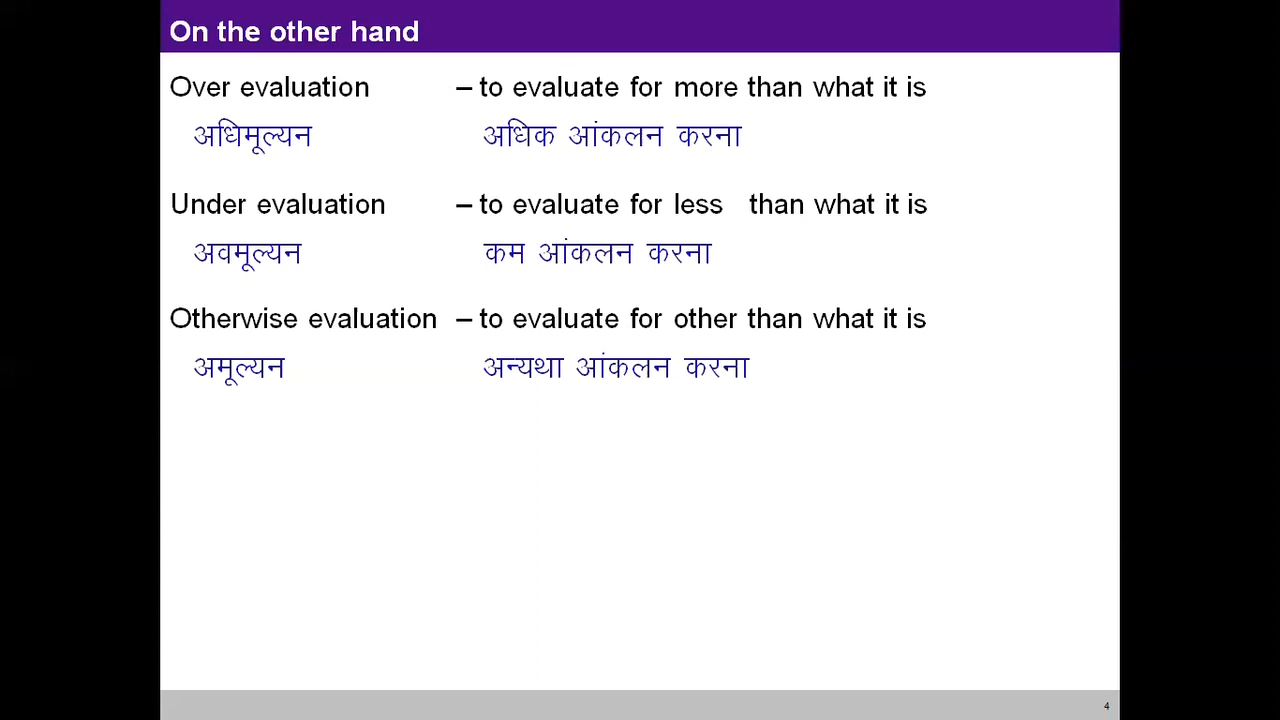 On the other hand
Over evaluation – to evaluate for more than what it is
अधिमूल्यन अधिक आंकलन करना
Under evaluation – to evaluate for less than what it is
अवमूल्यन कम आंकलन करना
Otherwise evaluation – to evaluate for other than what it is
अमूल्यन अन्यथा आंकलन करना
4